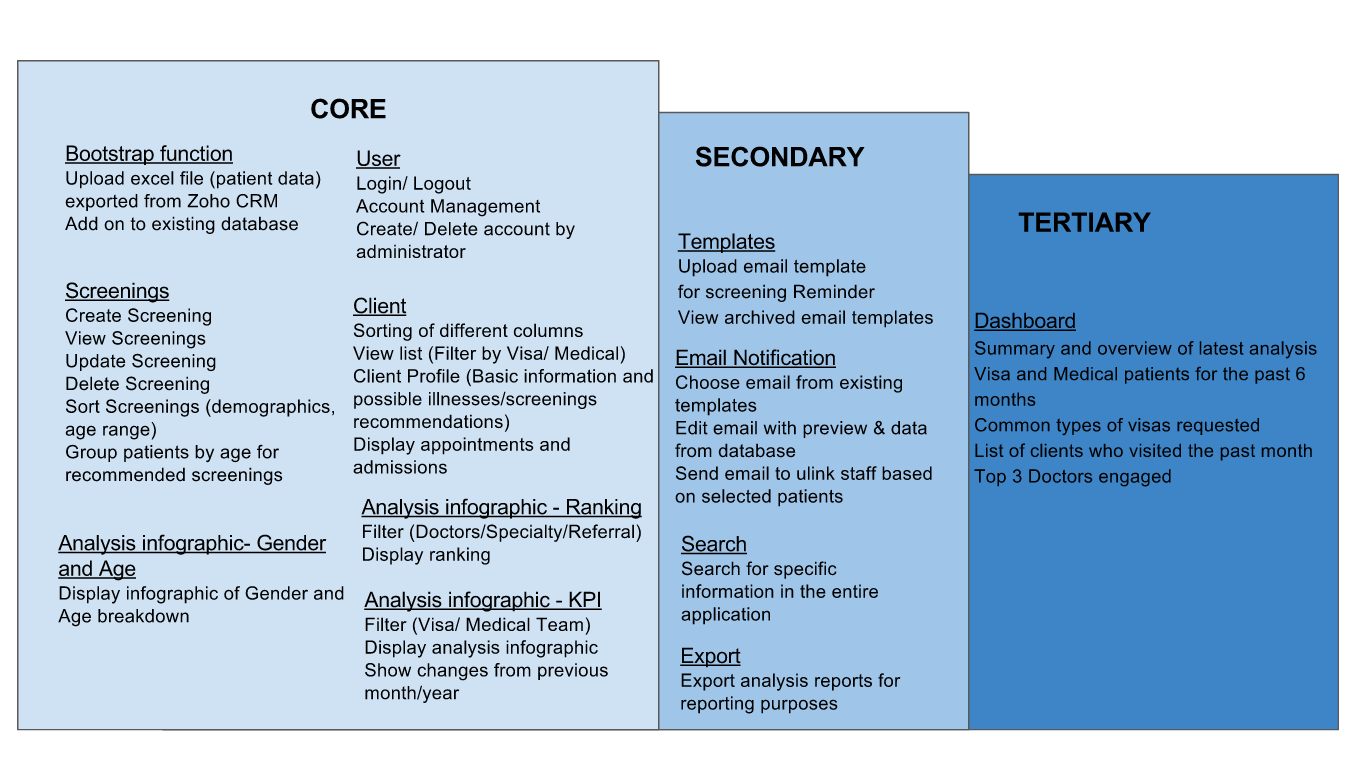 CORE
Bootstrap function
Upload excel file (patient data)
exported from Zoho CRM
Add on to existing database
Screenings
Create Screening
View Screenings
Update Screening
Delete Screening
Sort Screenings (demographics,
age range)
Group patients by age for
recommended screenings
Analysis infographic- Gender
and Age
Display infographic of Gender and
Age breakdown
User
Login/ Logout
Account Management
Create/ Delete account by
administrator
Client
Sorting of different columns
View list (Filter by Visa/ Medical)
Client Profile (Basic information and
possible illnesses/screenings
recommendations)
Display appointments and
admissions
Analysis infographic - Ranking
Filter (Doctors/Specialty/Referral)
Display ranking
Analysis infographic - KPI
Filter (Visa/ Medical Team)
Display analysis infographic
Show changes from previous
month/year
SECONDARY
Templates
Upload email template
for screening Reminder
View archived email templates
Email Notification
Choose email from existing
templates
Edit email with preview & data
from database
Send email to ulink staff based
on selected patients
Search
Search for specific
information in the entire
application
Export
Export analysis reports for
reporting purposes
TERTIARY
Dashboard
Summary and overview of latest analysis
Visa and Medical patients for the past 6
months
Common types of visas requested
List of clients who visited the past month
Top 3 Doctors engaged